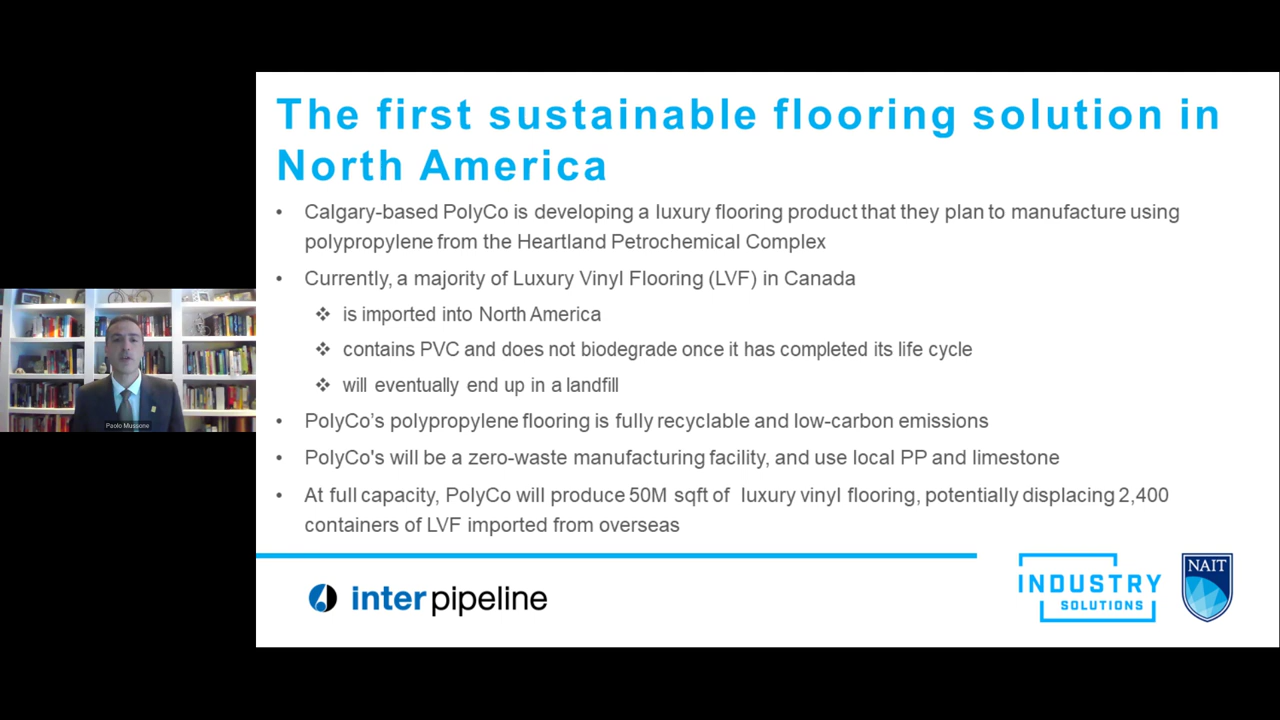 The first sustainable flooring solution in
North America
• Calgary-based PolyCo is developing a luxury flooring product that they plan to manufacture using
polypropylene from the Heartland Petrochemical Complex
• Currently, a majority of Luxury Vinyl Flooring (LVF) in Canada
❖ is imported into North America
❖ contains PVC and does not biodegrade once it has completed its life cycle
❖ will eventually end up in a landfill
• PolyCo’s polypropylene flooring is fully recyclable and low-carbon emissions
• PolyCo's will be a zero-waste manufacturing facility, and use local PP and limestone
• At full capacity, PolyCo will produce 50M sqft of luxury vinyl flooring, potentially displacing 2,400
containers of LVF imported from overseas
Paolo Mussone
inter pipeline
INDUSTRY
SOLUTIONS
NAIT